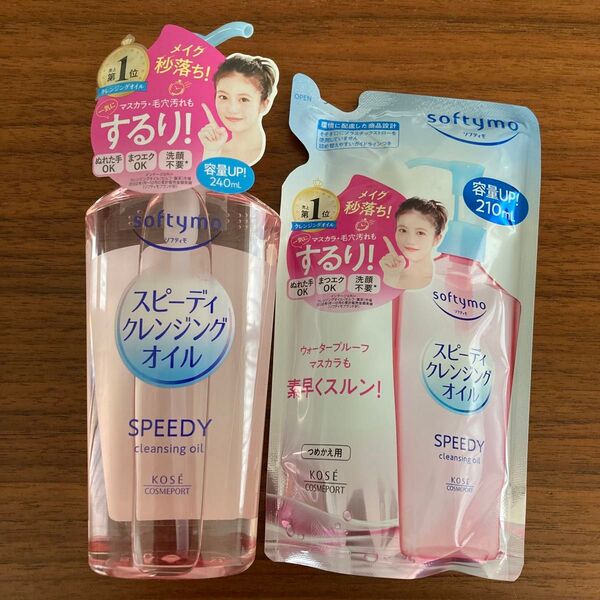 売上
第1位
クレンジングオイル
メイク
秒落ち!
一気に
マスカラ・毛穴汚れも
するり!
ぬれた手
OK
まつエク
OK
洗顔
不要*
容量UP!
240mL
softymo
ソフティモ
スピーディ
クレンジング
オイル
SPEEDY
cleansing oil
KOSÉ
COSMEPORT
OPEN
環境に配慮した商品設計
softymo
ソフティモ
売上
第1位
クレンジングオイル
メイク
秒落ち!
一気に
マスカラ・毛穴汚れも
するり!
ぬれた手
OK
まつエク
OK
洗顔
不要*
容量UP!
210mL
softymo
ソフティモ
スピーディ
クレンジング
オイル
SPEEDY
cleansing oil
KOSÉ
COSMEPORT
ウォータープルーフ
マスカラも
素早くスルン!
つめかえ用
KOSÉ
COSMEPORT